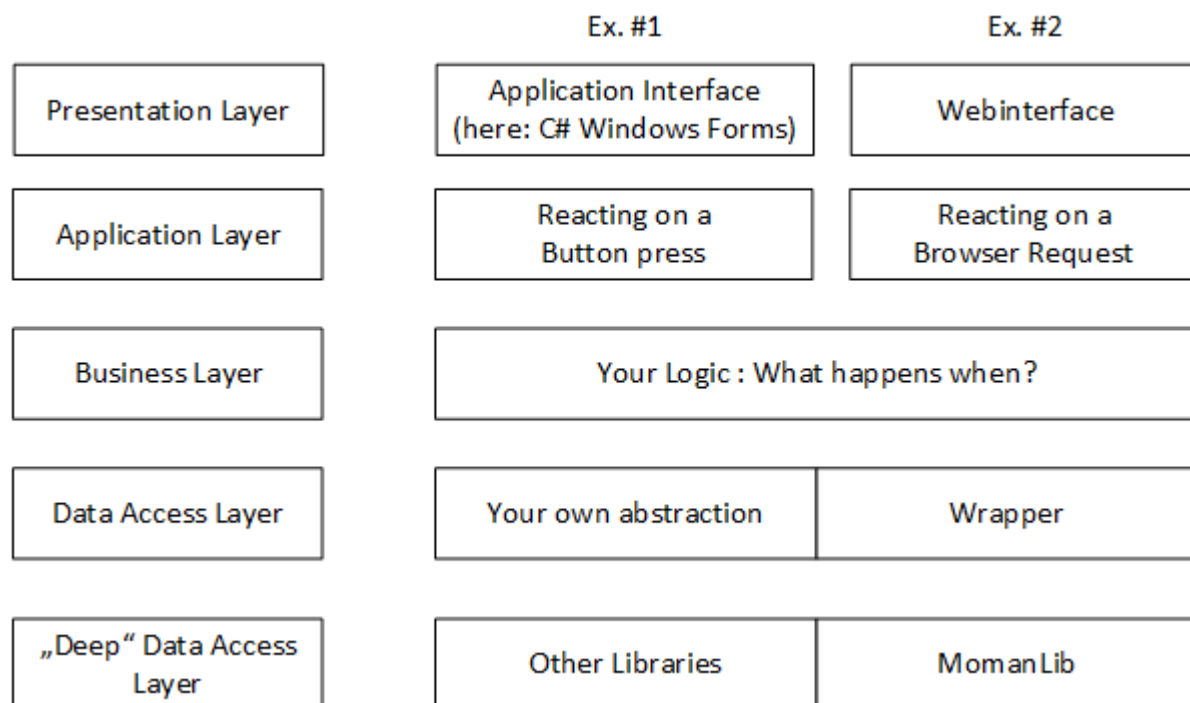 Ex. #1
Ex. #2
Presentation Layer
Application Interface
(here: C# Windows Forms)
Webinterface
Application Layer
Reacting on a
Button press
Reacting on a
Browser Request
Business Layer
Your Logic : What happens when?
Data Access Layer
Your own abstraction
Wrapper
„Deep“ Data Access
Layer
Other Libraries
MomanLib